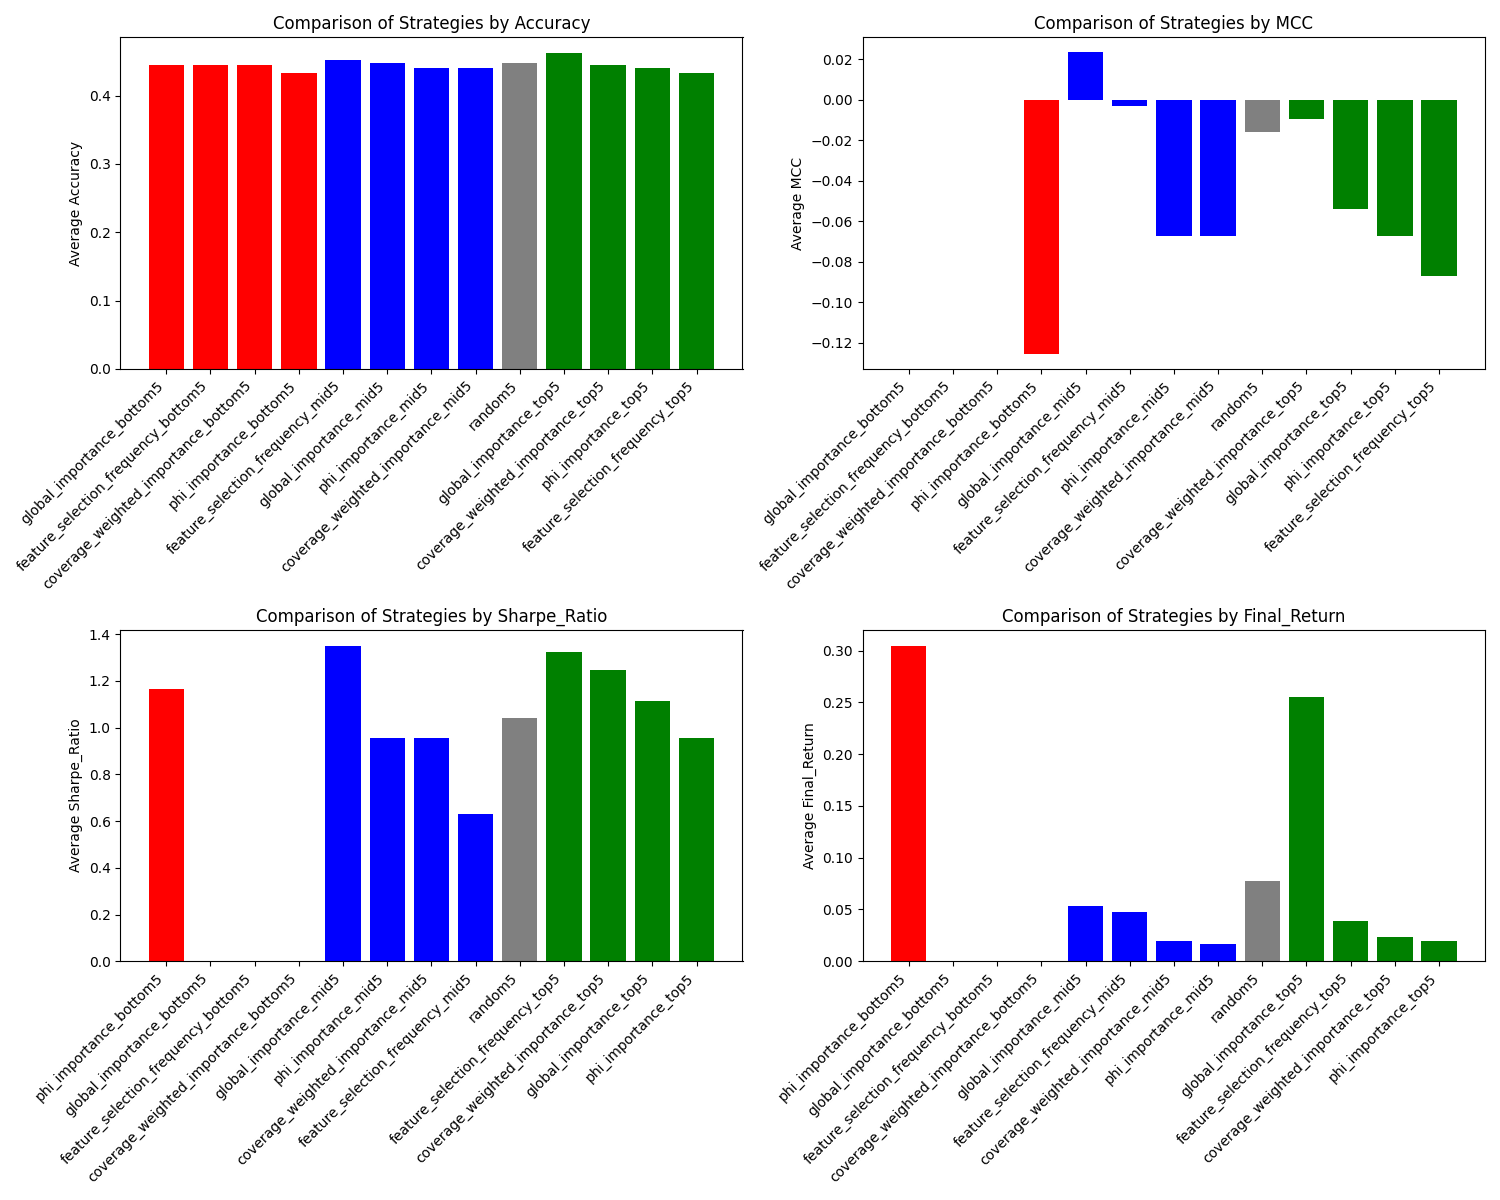 Comparison of Strategies by Accuracy
Average Accuracy
0.4
0.3
0.2
0.1
0.0
global_importance_bottom5
feature_selection_frequency_bottom5
coverage_weighted_importance_bottom5
phi_importance_bottom5
feature_selection_frequency_mid5
global_importance_mid5
phi_importance_mid5
coverage_weighted_importance_mid5
random5
global_importance_top5
coverage_weighted_importance_top5
phi_importance_top5
feature_selection_frequency_top5
Comparison of Strategies by MCC
Average MCC
0.02
0.00
−0.02
−0.04
−0.06
−0.08
−0.10
−0.12
global_importance_bottom5
feature_selection_frequency_bottom5
coverage_weighted_importance_bottom5
phi_importance_bottom5
global_importance_mid5
feature_selection_frequency_mid5
phi_importance_mid5
coverage_weighted_importance_mid5
random5
coverage_weighted_importance_top5
global_importance_top5
phi_importance_top5
feature_selection_frequency_top5
Comparison of Strategies by Sharpe_Ratio
Average Sharpe_Ratio
1.4
1.2
1.0
0.8
0.6
0.4
0.2
0.0
phi_importance_bottom5
global_importance_bottom5
feature_selection_frequency_bottom5
coverage_weighted_importance_bottom5
global_importance_mid5
phi_importance_mid5
coverage_weighted_importance_mid5
feature_selection_frequency_mid5
random5
feature_selection_frequency_top5
coverage_weighted_importance_top5
global_importance_top5
phi_importance_top5
Comparison of Strategies by Final_Return
Average Final_Return
0.30
0.25
0.20
0.15
0.10
0.05
0.00
phi_importance_bottom5
global_importance_bottom5
feature_selection_frequency_bottom5
coverage_weighted_importance_bottom5
global_importance_mid5
feature_selection_frequency_mid5
coverage_weighted_importance_mid5
phi_importance_mid5
random5
global_importance_top5
feature_selection_frequency_top5
coverage_weighted_importance_top5
phi_importance_top5